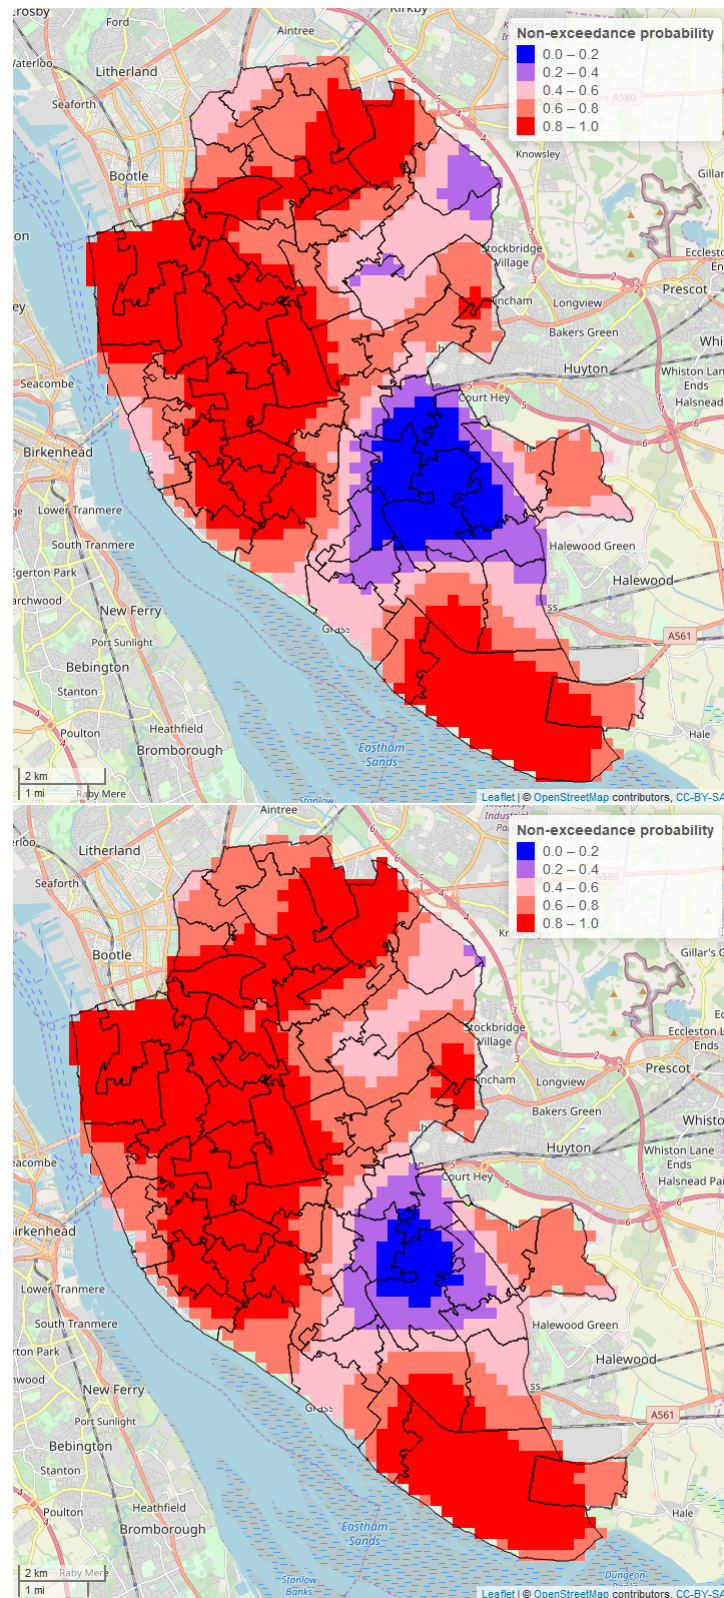 Crosby
Kirkby
Aintree
Ford
Non-exceedance probability
0.0 – 0.2
0.2 – 0.4
0.4 – 0.6
0.6 – 0.8
0.8 – 1.0
Waterloo
Litherland
A580
Seaforth
Knowsley
Bootle
Stockbridge
Village
Prescot
Longview
Bakers Green
Huyton
Whiston Lane
Ends
Halsnead
Seacombe
Court Hey
Birkenhead
Lower Tranmere
South Tranmere
Egerton Park
Halewood Green
Halewood
New Ferry
Port Sunlight
A561
Bebington
Stanton
Poulton
Heathfield
Bromborough
Hale
Eastham
Sands
2 km
1 mi
Raby Mere
Leaflet | © OpenStreetMap contributors, CC-BY-SA
Aintree
Non-exceedance probability
0.0 – 0.2
0.2 – 0.4
0.4 – 0.6
0.6 – 0.8
0.8 – 1.0
Litherland
A580
Seaforth
Bootle
Stockbridge
Village
Eccleston
Ends
Prescot
Longview
Bakers Green
Huyton
Whiston Lane
Ends
Court Hey
Lower Tranmere
South Tranmere
Halewood Green
Halewood
New Ferry
Port Sunlight
A561
Bebington
Stanton
Poulton
Heathfield
Bromborough
Hale
Eastham
Sands
Stanlow
Banks
2 km
1 mi
Raby Mere
Leaflet | © OpenStreetMap contributors, CC-BY-SA